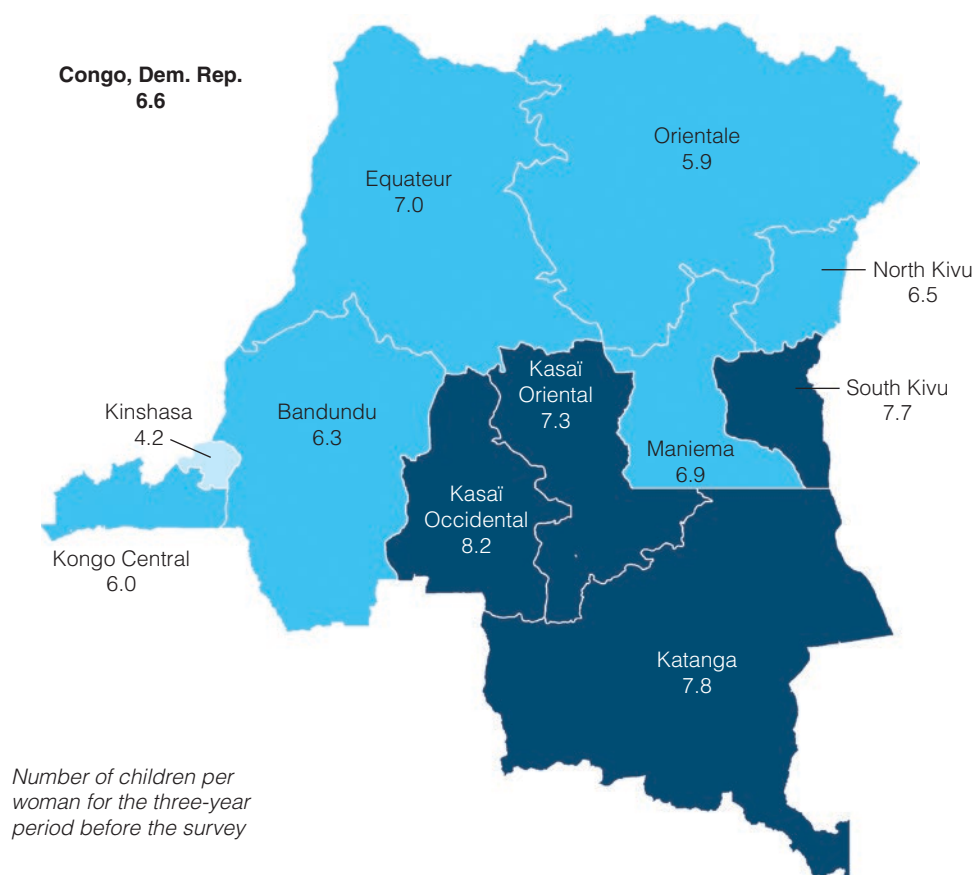 Congo, Dem. Rep.
6.6
Orientale
5.9
Equateur
7.0
North Kivu
6.5
Kasaï
Oriental
7.3
South Kivu
7.7
Kinshasa
4.2
Bandundu
6.3
Maniema
6.9
Kasaï
Occidental
8.2
Kongo Central
6.0
Katanga
7.8
Number of children per
woman for the three-year
period before the survey